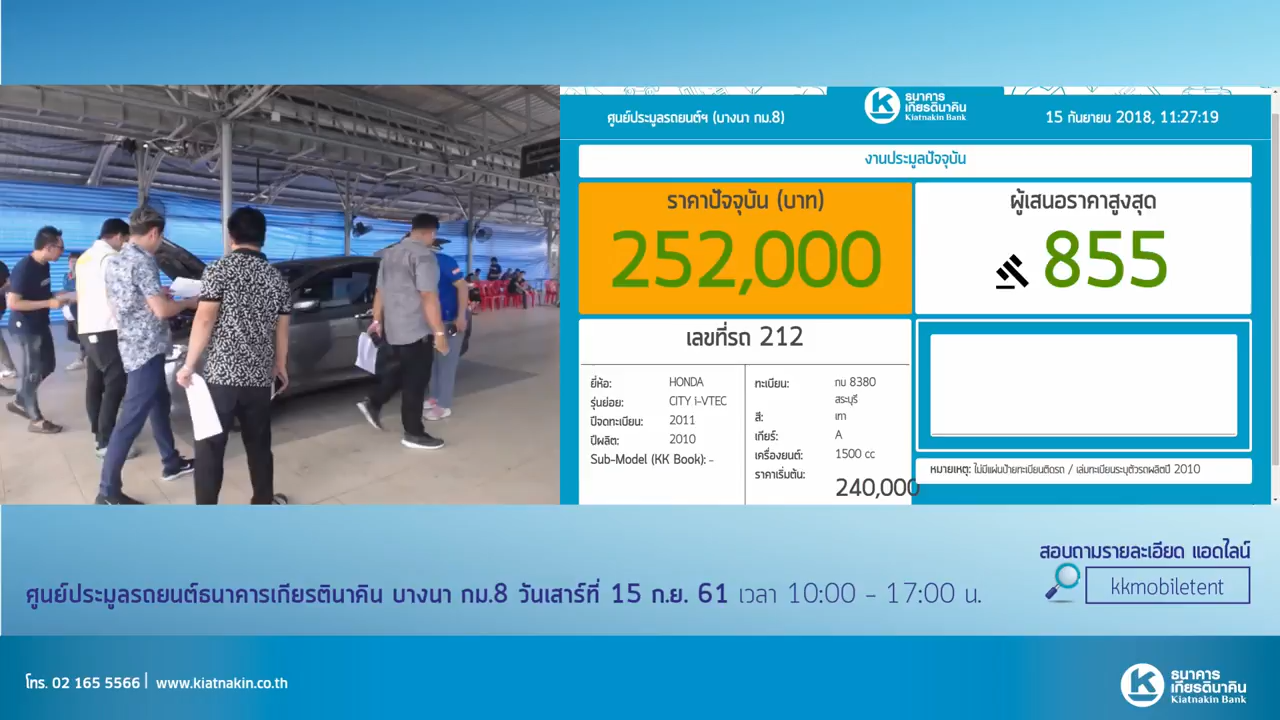 ศูนย์ประมูลรถยนต์ฯ (บางนา กม.8)
ธนาคาร
เกียรตินาคิน
Kiatnakin Bank
15 กันยายน 2018, 11:27:19
งานประมูลปัจจุบัน
ราคาปัจจุบัน (บาท)
252,000
ผู้เสนอราคาสูงสุด
855
เลขที่รถ 212
ยี่ห้อ: HONDA
รุ่นย่อย: CITY i-VTEC
ปีจดทะเบียน: 2011
ปีผลิต: 2010
Sub-Model (KK Book): -
ทะเบียน: กบ 8380
สระบุรี
สี: เทา
เกียร์: A
เครื่องยนต์: 1500 cc
ราคาเริ่มต้น: 240,000
หมายเหตุ: ไม่มีแผ่นป้ายทะเบียนติดรถ / เล่มทะเบียนระบุตัวรถผลิตปี 2010
สอบถามรายละเอียด แอดไลน์
kkmobiletent
ศูนย์ประมูลรถยนต์ธนาคารเกียรตินาคิน บางนา กม.8 วันเสาร์ที่ 15 ก.ย. 61 เวลา 10:00 - 17:00 น.
โทร. 02 165 5566 | www.kiatnakin.co.th
ธนาคาร
เกียรตินาคิน
Kiatnakin Bank